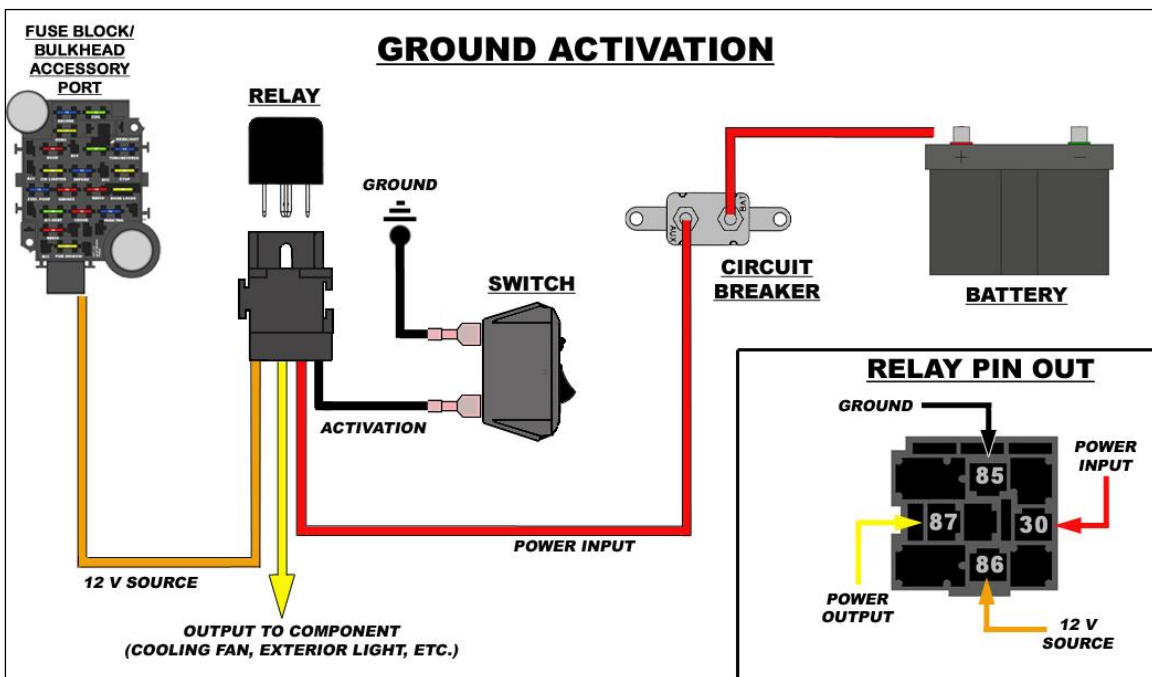 FUSE BLOCK/
BULKHEAD
ACCESSORY
PORT
GROUND ACTIVATION
RELAY
GROUND
SWITCH
ACTIVATION
AUX
BAT
CIRCUIT
BREAKER
+
−
BATTERY
POWER INPUT
12 V SOURCE
OUTPUT TO COMPONENT
(COOLING FAN, EXTERIOR LIGHT, ETC.)
RELAY PIN OUT
GROUND
POWER
INPUT
85
87
30
86
POWER
OUTPUT
12 V
SOURCE